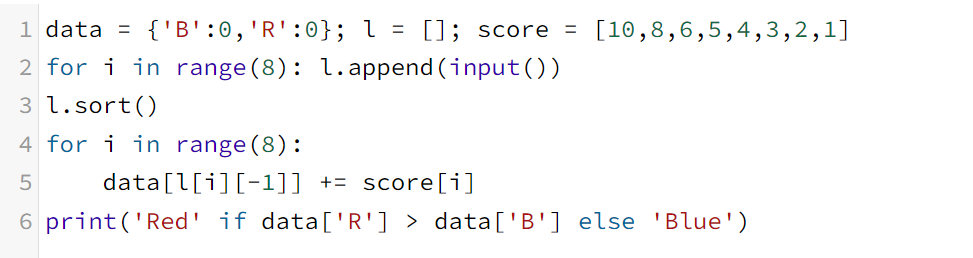 1 data = {'B':0,'R':0}; l = []; score = [10,8,6,5,4,3,2,1]
2 for i in range(8): l.append(input())
3 l.sort()
4 for i in range(8):
5     data[l[i][-1]] += score[i]
6 print('Red' if data['R'] > data['B'] else 'Blue')